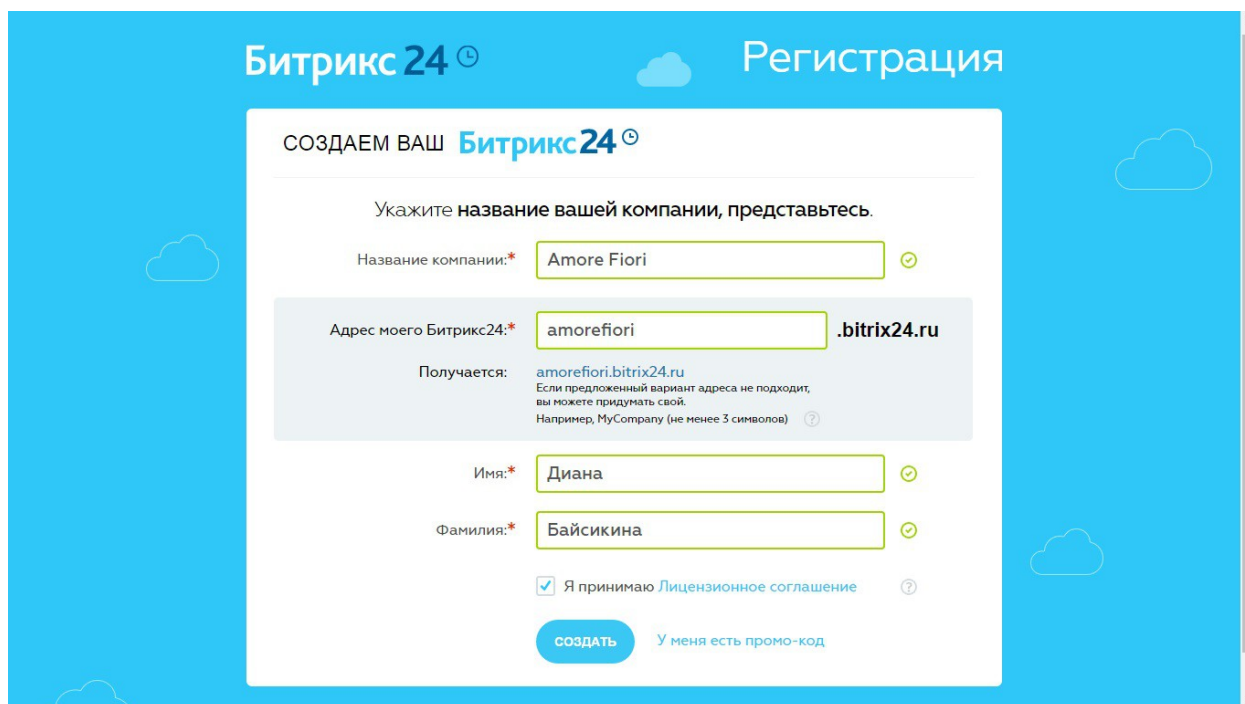 Битрикс 24
Регистрация
СОЗДАЕМ ВАШ Битрикс24
Укажите название вашей компании, представьтесь.
Название компании:* Amore Fiori
Адрес моего Битрикс24:* amorefiori .bitrix24.ru
Получается: amorefiori.bitrix24.ru
Если предложенный вариант адреса не подходит,
вы можете придумать свой.
Например, MyCompany (не менее 3 символов) ?
Имя:* Диана
Фамилия:* Байсикина
Я принимаю Лицензионное соглашение ?
СОЗДАТЬ У меня есть промо-код